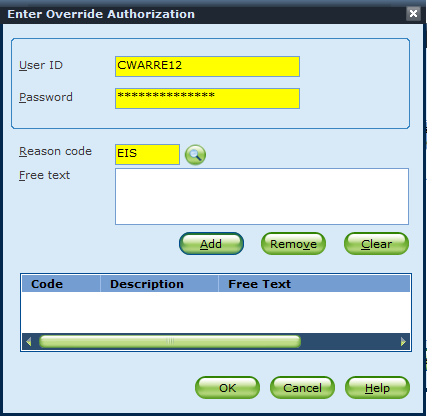 Enter Override Authorization
User ID CWARRE12
Password **************
Reason code EIS
Free text
Add Remove Clear
Code Description Free Text
OK Cancel Help